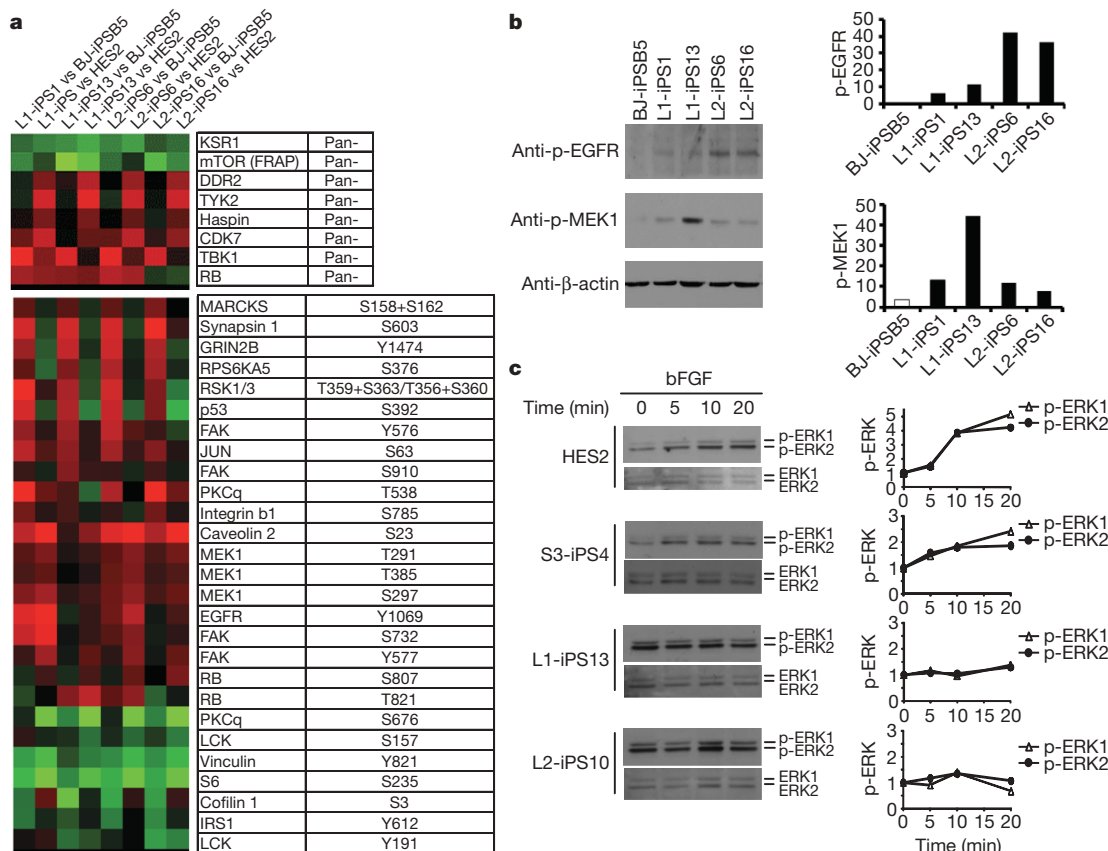 a
L1-iPS1 vs BJ-iPSB5
L1-iPS vs HES2
L1-iPS13 vs BJ-iPSB5
L1-iPS13 vs HES2
L2-iPS6 vs BJ-iPSB5
L2-iPS6 vs HES2
L2-iPS16 vs BJ-iPSB5
L2-iPS16 vs HES2
KSR1 Pan-
mTOR (FRAP) Pan-
DDR2 Pan-
TYK2 Pan-
Haspin Pan-
CDK7 Pan-
TBK1 Pan-
RB Pan-
MARCKS S158+S162
Synapsin 1 S603
GRIN2B Y1474
RPS6KA5 S376
RSK1/3 T359+S363/T356+S360
p53 S392
FAK Y576
JUN S63
FAK S910
PKCq T538
Integrin b1 S785
Caveolin 2 S23
MEK1 T291
MEK1 T385
MEK1 S297
EGFR Y1069
FAK S732
FAK Y577
RB S807
RB T821
PKCq S676
LCK S157
Vinculin Y821
S6 S235
Cofilin 1 S3
IRS1 Y612
LCK Y191
b
BJ-iPSB5
L1-iPS1
L1-iPS13
L2-iPS6
L2-iPS16
Anti-p-EGFR
Anti-p-MEK1
Anti-β-actin
p-EGFR
50
40
30
20
10
0
BJ-iPSB5
L1-iPS1
L1-iPS13
L2-iPS6
L2-iPS16
p-MEK1
50
40
30
20
10
0
BJ-iPSB5
L1-iPS1
L1-iPS13
L2-iPS6
L2-iPS16
c
bFGF
Time (min) 0 5 10 20
HES2
p-ERK1
p-ERK2
ERK1
ERK2
p-ERK
5
4
3
2
1
0
0 5 10 20
p-ERK1
p-ERK2
S3-iPS4
p-ERK1
p-ERK2
ERK1
ERK2
p-ERK
3
2
1
0
0 5 10 20
p-ERK1
p-ERK2
L1-iPS13
p-ERK1
p-ERK2
ERK1
ERK2
p-ERK
3
2
1
0
0 5 10 20
p-ERK1
p-ERK2
L2-iPS10
p-ERK1
p-ERK2
ERK1
ERK2
p-ERK
3
2
1
0
0 5 10 20
p-ERK1
p-ERK2
Time (min)